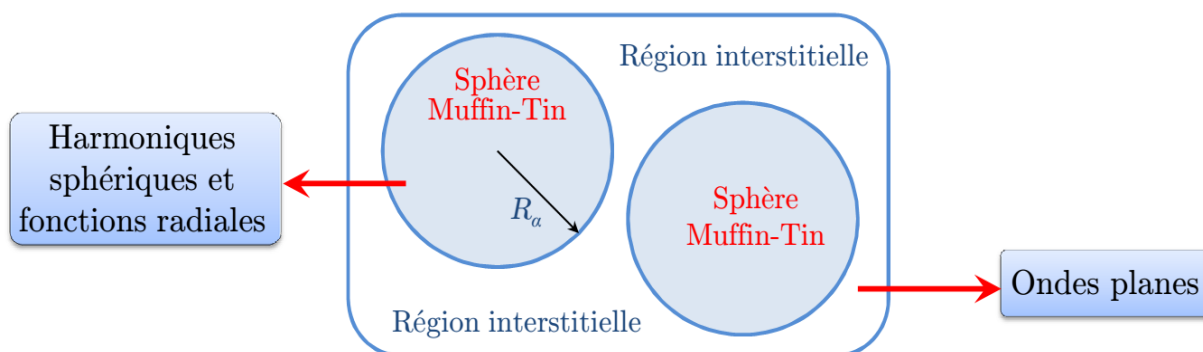 Région interstitielle
Sphère
Muffin-Tin
Harmoniques
sphériques et
fonctions radiales
R_α
Sphère
Muffin-Tin
Ondes planes
Région interstitielle